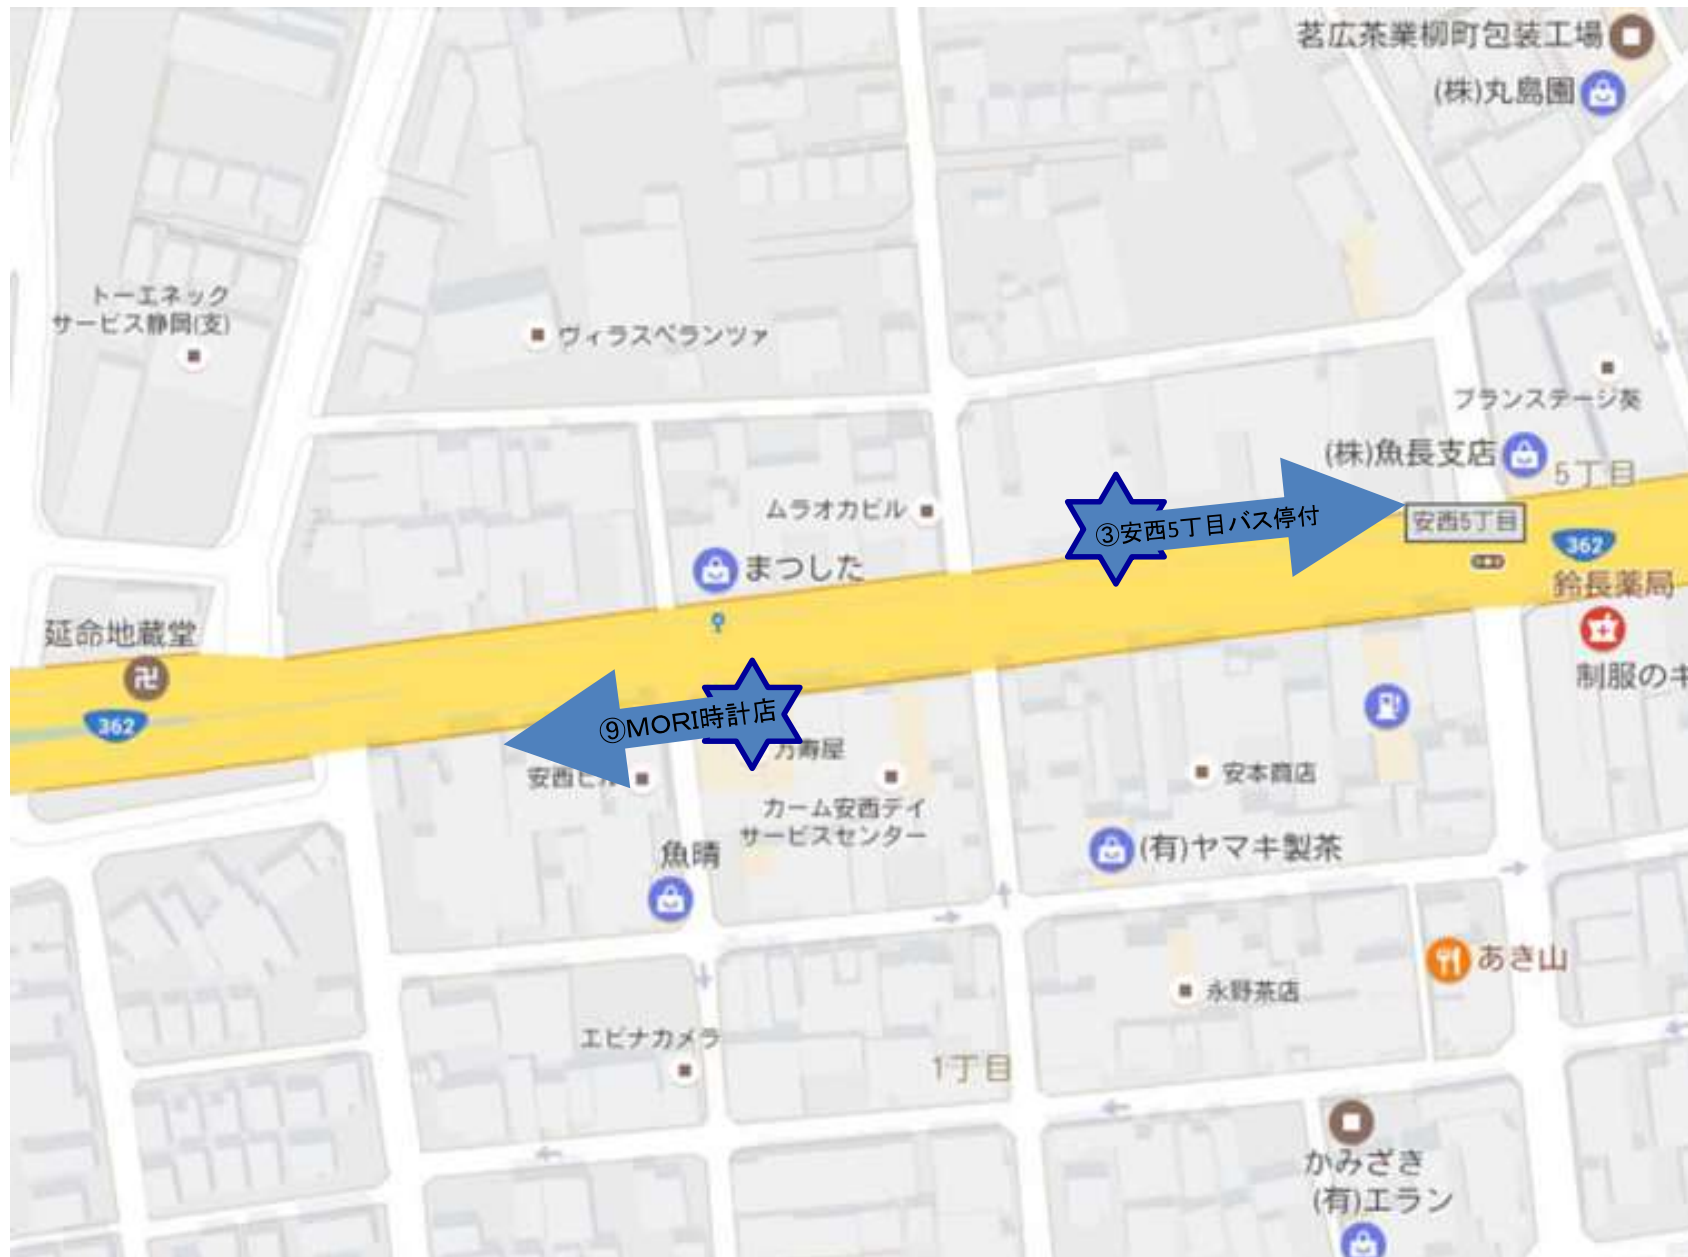 茗広茶業柳町包装工場
(株)丸島園
トーエネック
サービス静岡(支)
ヴィラスペランツァ
ブランステージ葵
(株)魚長支店
5丁目
ムラオカビル
③安西5丁目バス停付
安西5丁目
362
まつした
鈴長薬局
延命地蔵堂
制服のキ
362
⑨MORI時計店
万寿屋
安西ビル
安本商店
カーム安西デイ
サービスセンター
(有)ヤマキ製茶
魚晴
あき山
永野茶店
エビナカメラ
1丁目
かみざき
(有)エラン